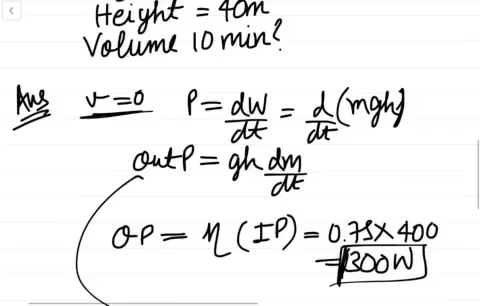 Height = 40m
Volume 10 min?
Ans v=0 P = dW/dt = d/dt (mgh)
out P = gh dm/dt
OP = η (IP) = 0.75 × 400
= 300W